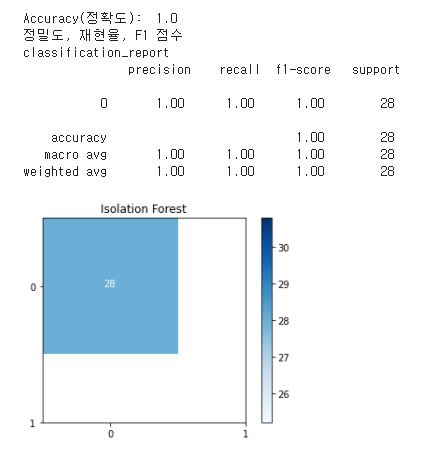 Accuracy(정확도):  1.0
정밀도, 재현율, F1 점수
classification_report
precision    recall  f1-score   support
0       1.00      1.00      1.00        28
accuracy                           1.00        28
macro avg       1.00      1.00      1.00        28
weighted avg       1.00      1.00      1.00        28
Isolation Forest
0
28
1
0
1
30
29
28
27
26